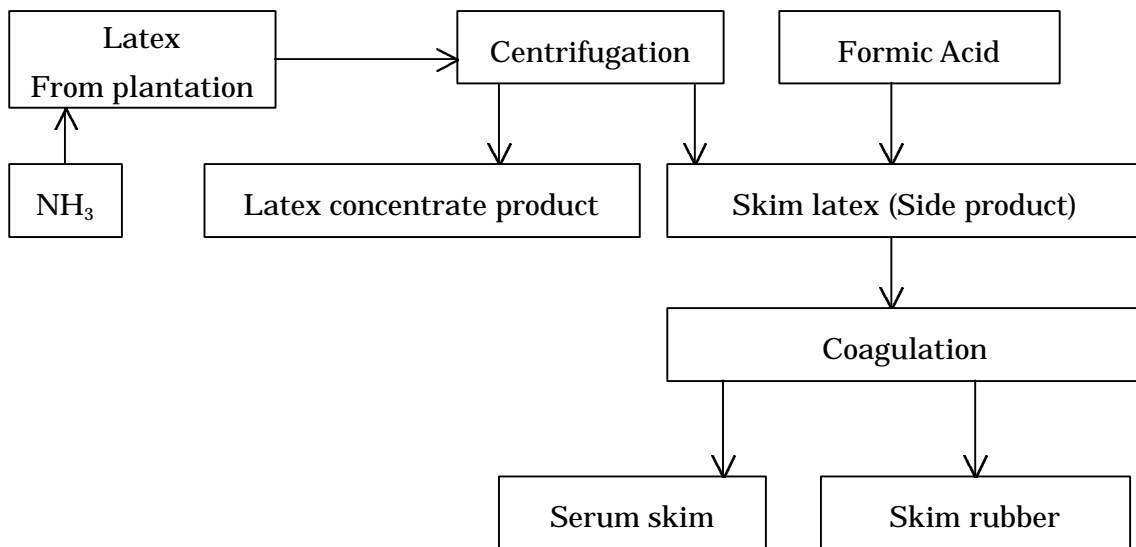 Latex
From plantation
Centrifugation
Formic Acid
NH₃
Latex concentrate product
Skim latex (Side product)
Coagulation
Serum skim
Skim rubber